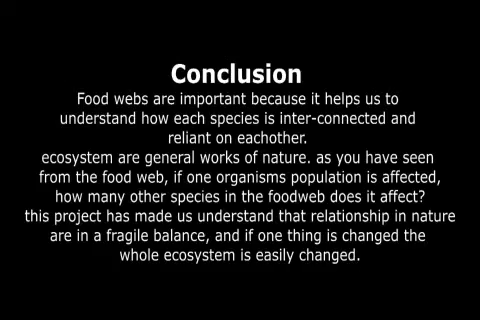 Conclusion
Food webs are important because it helps us to
understand how each species is inter-connected and
reliant on eachother.
ecosystem are general works of nature. as you have seen
from the food web, if one organisms population is affected,
how many other species in the foodweb does it affect?
this project has made us understand that relationship in nature
are in a fragile balance, and if one thing is changed the
whole ecosystem is easily changed.